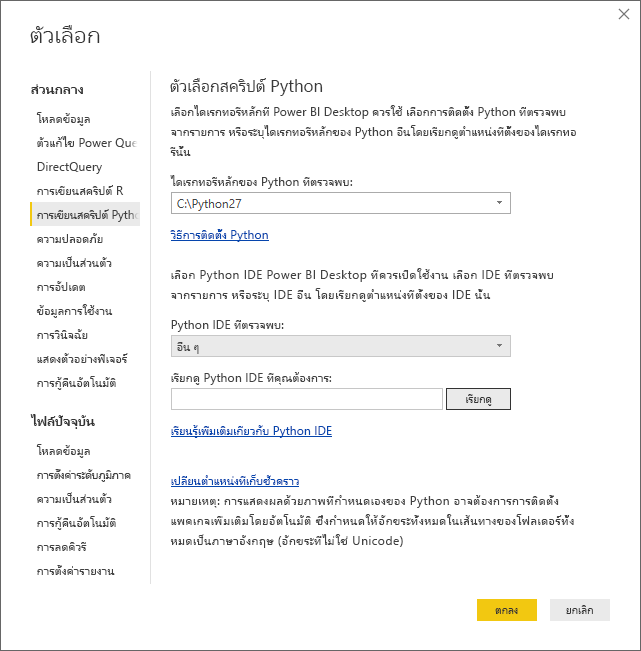 ตัวเลือก
ส่วนกลาง
โหลดข้อมูล
ตัวแก้ไข Power Que
DirectQuery
การเขียนสคริปต์ R
การเขียนสคริปต์ Pytho
ความปลอดภัย
ความเป็นส่วนตัว
การอัปเดต
ข้อมูลการใช้งาน
การวินิจฉัย
แสดงตัวอย่างฟีเจอร์
การกู้คืนอัตโนมัติ
ไฟล์ปัจจุบัน
โหลดข้อมูล
การตั้งค่าระดับภูมิภาค
ความเป็นส่วนตัว
การกู้คืนอัตโนมัติ
การลดคิวรี
การตั้งค่ารายงาน
ตัวเลือกสคริปต์ Python
เลือกไดเรกทอรีหลักที่ Power BI Desktop ควรใช้ เลือกการติดตั้ง Python ที่ตรวจพบ
จากรายการ หรือระบุไดเรกทอรีหลักของ Python อื่นโดยเรียกดูตำแหน่งที่ตั้งของไดเรกทอ
รีนั้น
ไดเรกทอรีหลักของ Python ที่ตรวจพบ:
C:\Python27
วิธีการติดตั้ง Python
เลือก Python IDE Power BI Desktop ที่ควรเปิดใช้งาน เลือก IDE ที่ตรวจพบ
จากรายการ หรือระบุ IDE อื่น โดยเรียกดูตำแหน่งที่ตั้งของ IDE นั้น
Python IDE ที่ตรวจพบ:
อื่น ๆ
เรียกดู Python IDE ที่คุณต้องการ:
เรียกดู
เรียนรู้เพิ่มเติมเกี่ยวกับ Python IDE
เปลี่ยนตำแหน่งที่เก็บชั่วคราว
หมายเหตุ: การแสดงผลด้วยภาพที่กำหนดเองของ Python อาจต้องการการติดตั้ง
แพคเกจเพิ่มเติมโดยอัตโนมัติ ซึ่งกำหนดให้อักขระทั้งหมดในเส้นทางของโฟลเดอร์ทั้ง
หมดเป็นภาษาอังกฤษ (อักขระที่ไม่ใช่ Unicode)
ตกลง
ยกเลิก